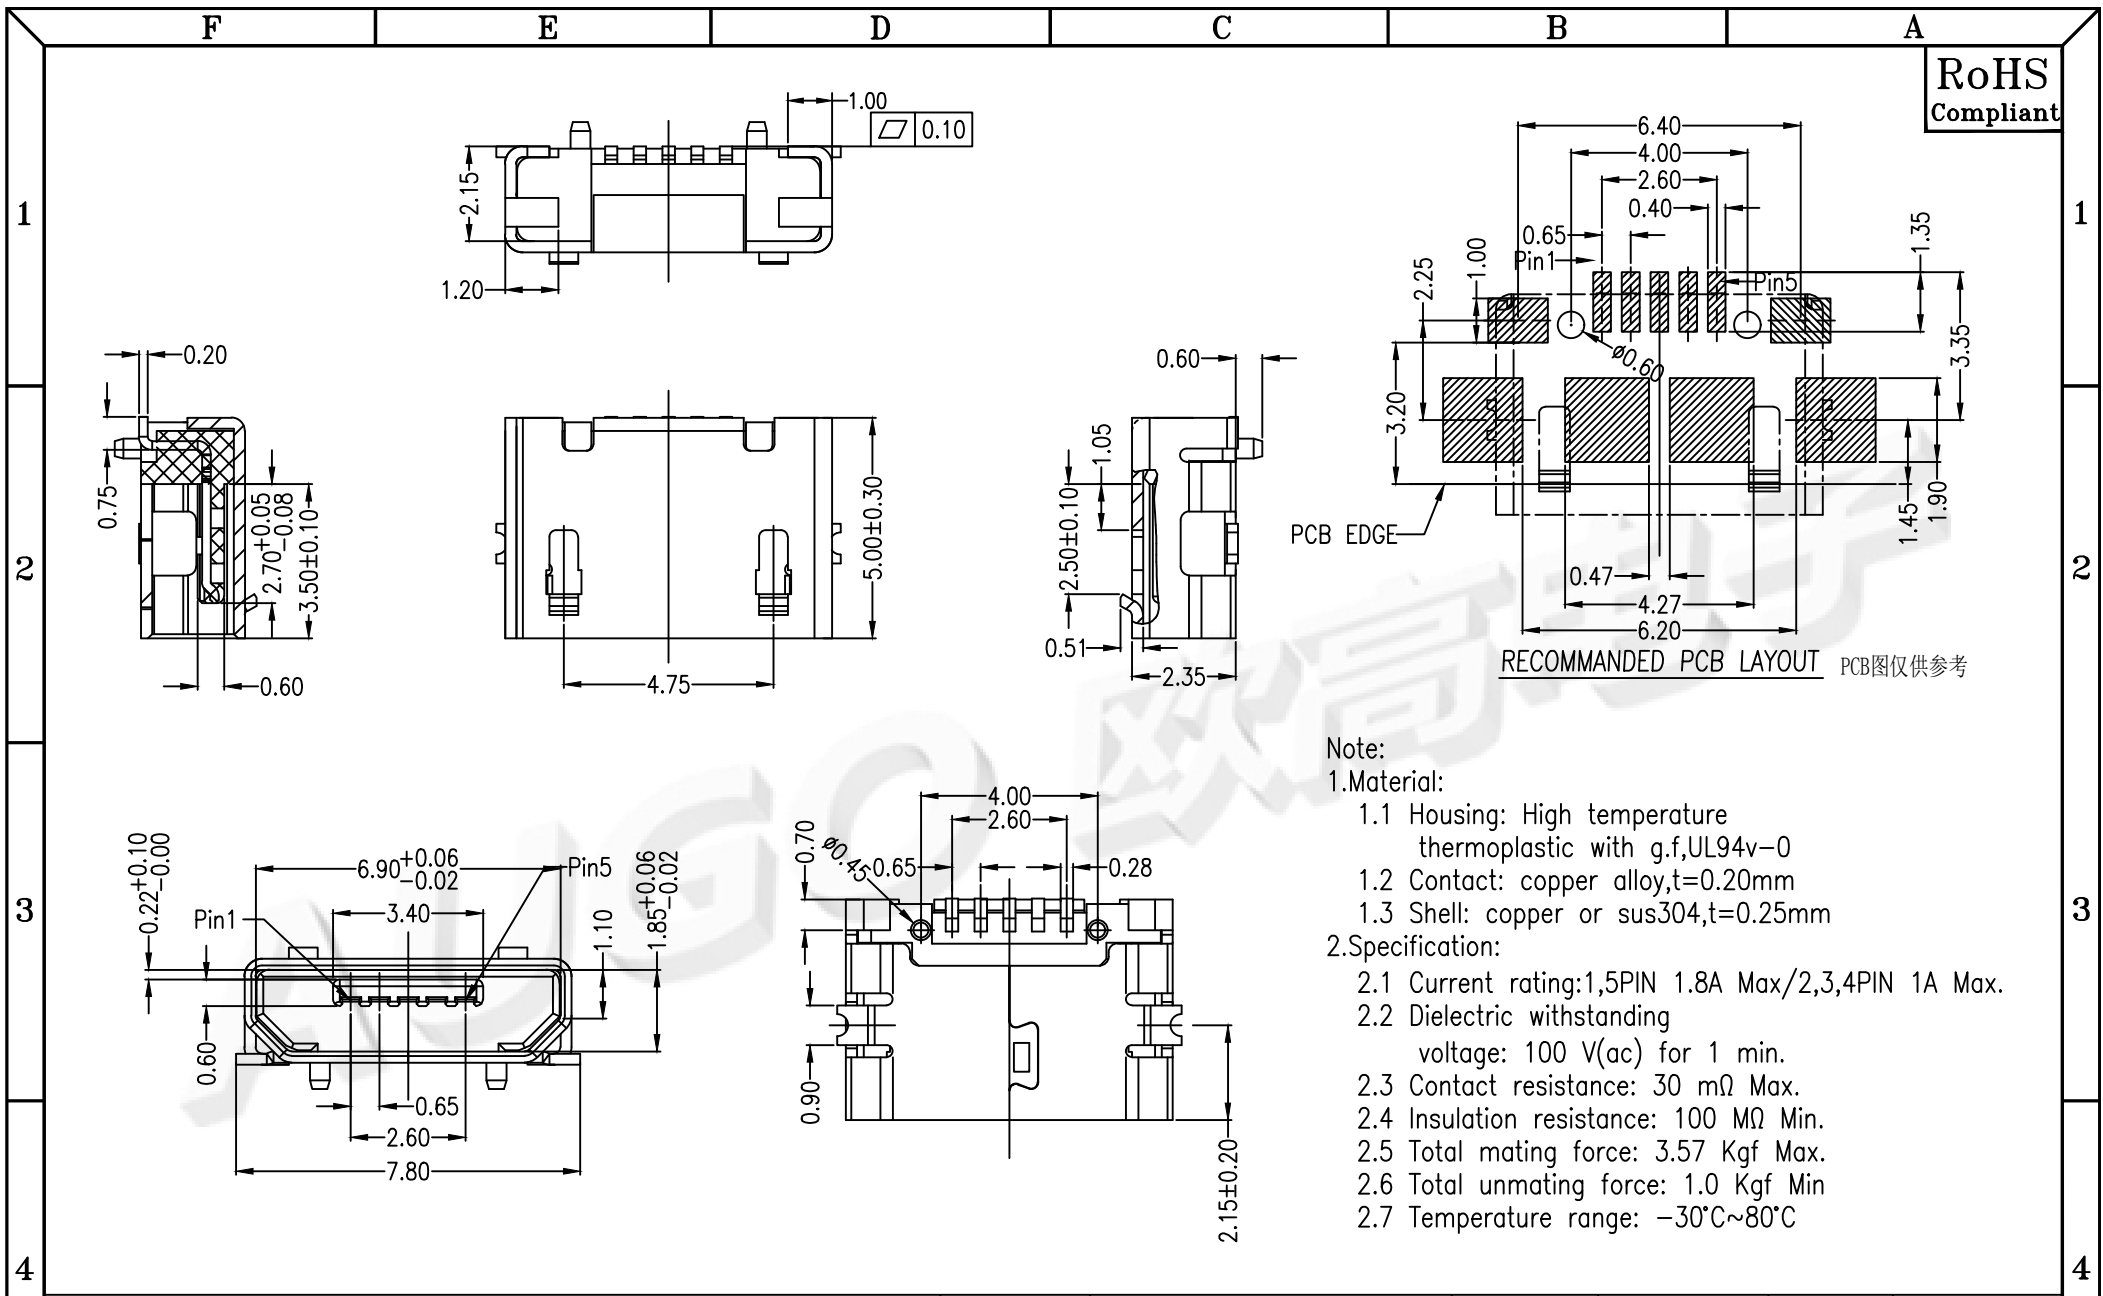 F E D C B A
RoHS
Compliant
1.00
0.10
2.15
1.20
1
1
6.40
4.00
2.60
0.40
0.65
Pin1
Pin5
1.00
2.25
1.35
3.35
ø0.60
3.20
1.45
1.90
PCB EDGE
0.47
4.27
6.20
RECOMMANDED PCB LAYOUT PCB图仅供参考
0.20
0.75
2.70+0.05
-0.08
3.50±0.10
0.60
5.00±0.30
4.75
0.60
1.05
2.50±0.10
0.51
2.35
2
2
AUGO 欧高电子
6.90+0.06
-0.02
Pin5
3.40
Pin1
0.22+0.10
-0.00
0.60
1.10
1.85+0.06
-0.02
0.65
2.60
7.80
4.00
2.60
0.70
ø0.45
0.65
0.28
0.90
2.15±0.20
3
3
Note:
1.Material:
1.1 Housing: High temperature
thermoplastic with g.f,UL94v-0
1.2 Contact: copper alloy,t=0.20mm
1.3 Shell: copper or sus304,t=0.25mm
2.Specification:
2.1 Current rating:1,5PIN 1.8A Max/2,3,4PIN 1A Max.
2.2 Dielectric withstanding
voltage: 100 V(ac) for 1 min.
2.3 Contact resistance: 30 mΩ Max.
2.4 Insulation resistance: 100 MΩ Min.
2.5 Total mating force: 3.57 Kgf Max.
2.6 Total unmating force: 1.0 Kgf Min
2.7 Temperature range: -30°C~80°C
4
4